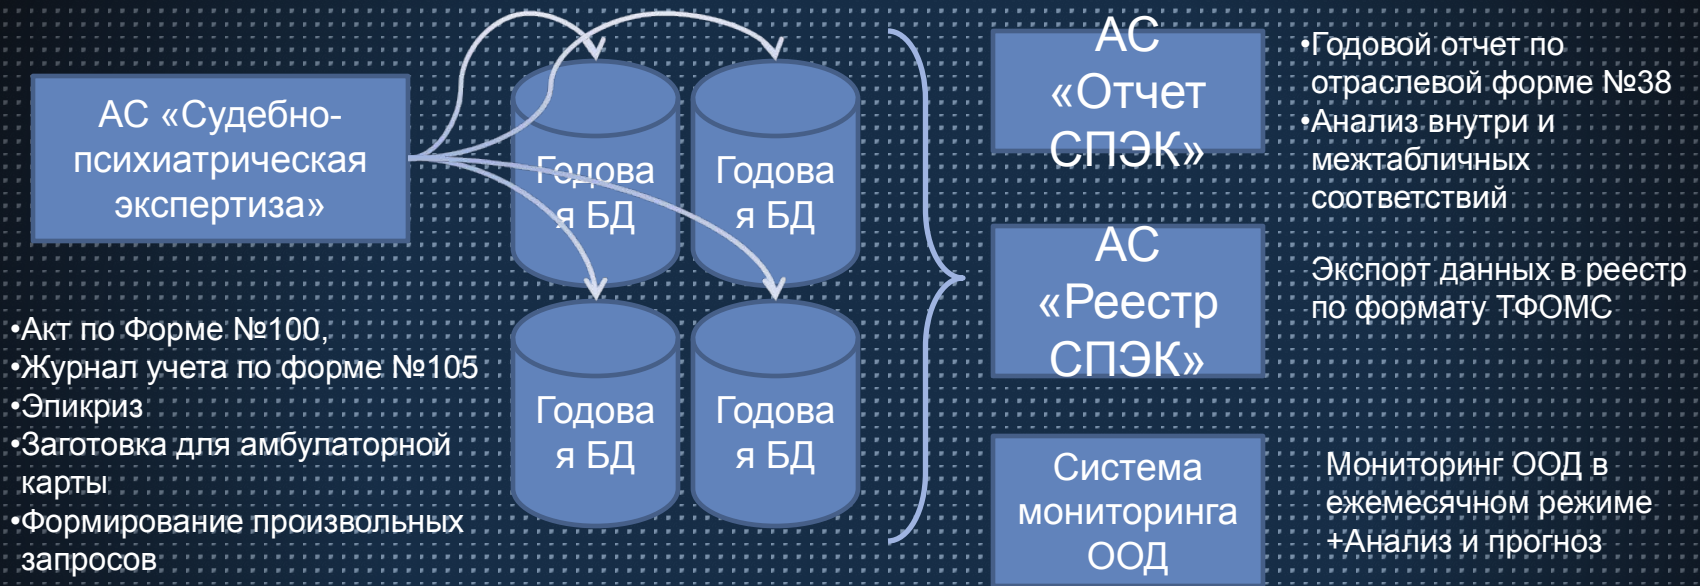 АС «Судебно-
психиатрическая
экспертиза»
•Акт по Форме №100,
•Журнал учета по форме №105
•Эпикриз
•Заготовка для амбулаторной
карты
•Формирование произвольных
запросов
Годова
я БД
Годова
я БД
Годова
я БД
Годова
я БД
АС
«Отчет
СПЭК»
•Годовой отчет по
отраслевой форме №38
•Анализ внутри и
межтабличных
соответствий
АС
«Реестр
СПЭК»
Экспорт данных в реестр
по формату ТФОМС
Система
мониторинга
ООД
Мониторинг ООД в
ежемесячном режиме
+Анализ и прогноз